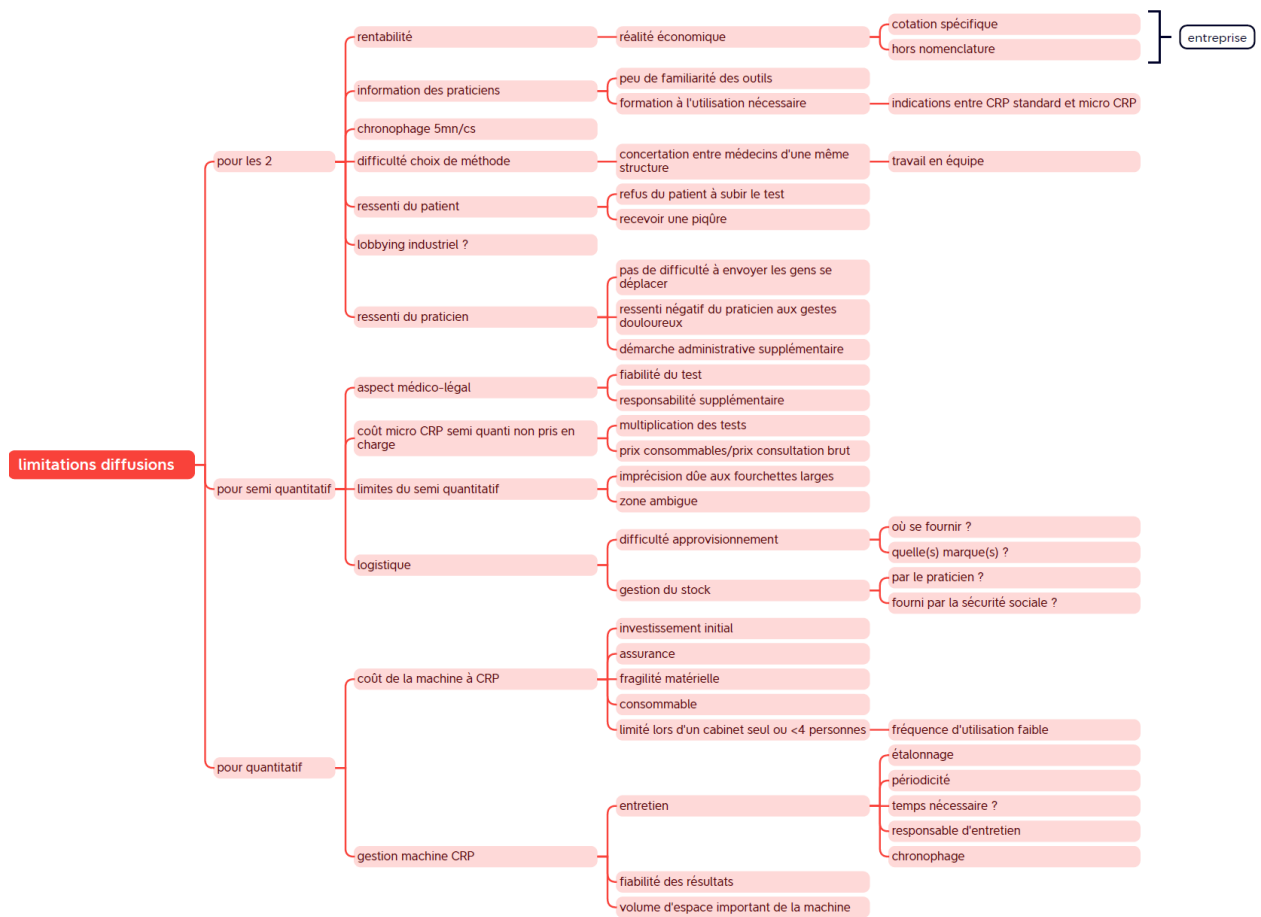 limitations diffusions
pour les 2
rentabilité
réalité économique
cotation spécifique
hors nomenclature
entreprise
information des praticiens
peu de familiarité des outils
formation à l'utilisation nécessaire
indications entre CRP standard et micro CRP
chronophage 5mn/cs
difficulté choix de méthode
concertation entre médecins d'une même
structure
travail en équipe
ressenti du patient
refus du patient à subir le test
recevoir une piqûre
lobbying industriel ?
ressenti du praticien
pas de difficulté à envoyer les gens se
déplacer
ressenti négatif du praticien aux gestes
douloureux
démarche administrative supplémentaire
pour semi quantitatif
aspect médico-légal
fiabilité du test
responsabilité supplémentaire
coût micro CRP semi quanti non pris en
charge
multiplication des tests
prix consommables/prix consultation brut
limites du semi quantitatif
imprécision dûe aux fourchettes larges
zone ambigue
logistique
difficulté approvisionnement
où se fournir ?
quelle(s) marque(s) ?
gestion du stock
par le praticien ?
fourni par la sécurité sociale ?
pour quantitatif
coût de la machine à CRP
investissement initial
assurance
fragilité matérielle
consommable
limité lors d'un cabinet seul ou <4 personnes
fréquence d'utilisation faible
gestion machine CRP
entretien
étalonnage
périodicité
temps nécessaire ?
responsable d'entretien
chronophage
fiabilité des résultats
volume d'espace important de la machine